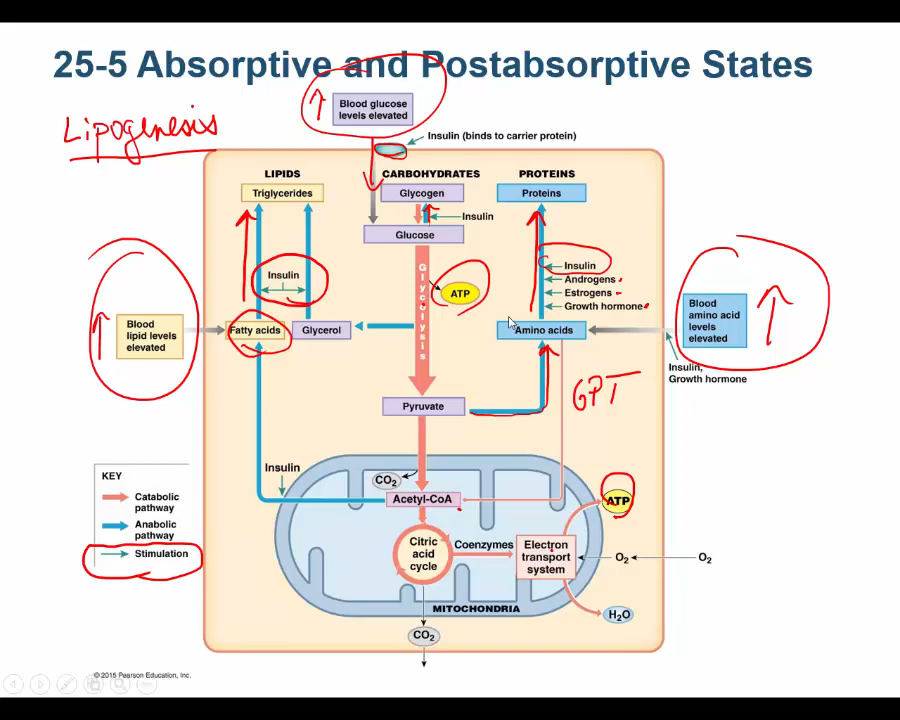 25-5 Absorptive and Postabsorptive States
Lipogenesis
Blood glucose
levels elevated
Insulin (binds to carrier protein)
LIPIDS
CARBOHYDRATES
PROTEINS
Triglycerides
Glycogen
Proteins
Insulin
Glucose
Insulin
Glycolysis
ATP
Insulin
Androgens
Estrogens
Growth hormone
Blood
lipid levels
elevated
Fatty acids
Glycerol
Amino acids
Blood
amino acid
levels
elevated
Insulin,
Growth hormone
GPT
Pyruvate
KEY
Catabolic
pathway
Anabolic
pathway
Stimulation
Insulin
CO2
Acetyl-CoA
ATP
Citric
acid
cycle
Coenzymes
Electron
transport
system
O2
O2
MITOCHONDRIA
H2O
CO2
© 2015 Pearson Education, Inc.